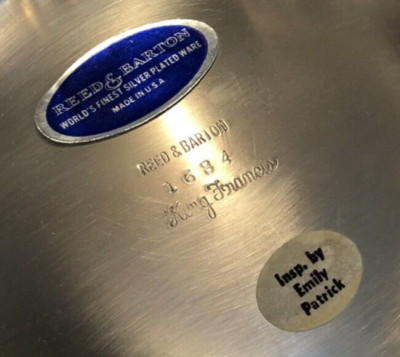 REED & BARTON
WORLD'S FINEST SILVER PLATED WARE
MADE IN U.S.A
REED & BARTON
1684
King Francis
Insp. by
Emily
Patrick